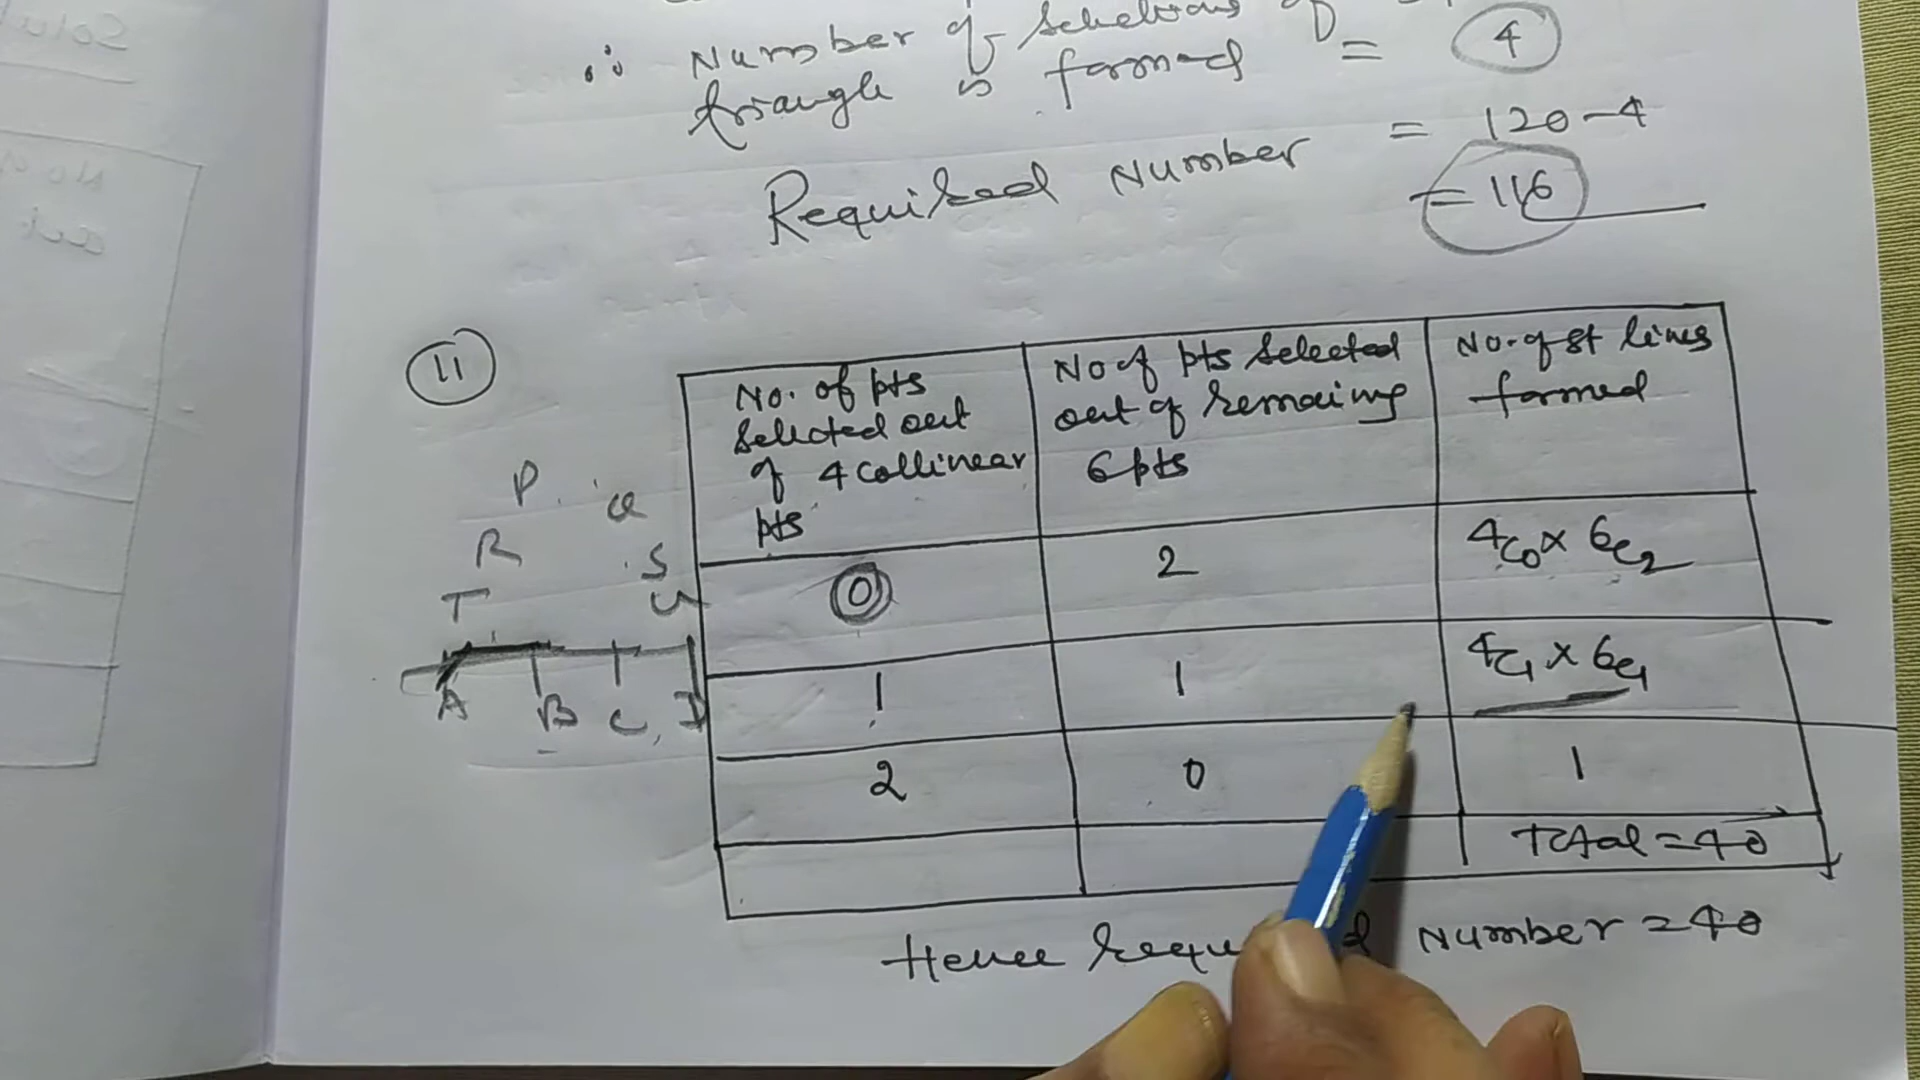 ∴ Number of Selections of
triangle is formed = 4
= 120-4
Required Number = 116
11
No. of pts
Selected out
of 4 collinear
pts
No of pts Selected
out of remaining
6 pts
No. of st lines
formed
P . Q
R . S
T U
A B C D
0 2 4c0 x 6c2
1 1 4c1 x 6c1
2 0 1
Total = 40
Hence Number = 40